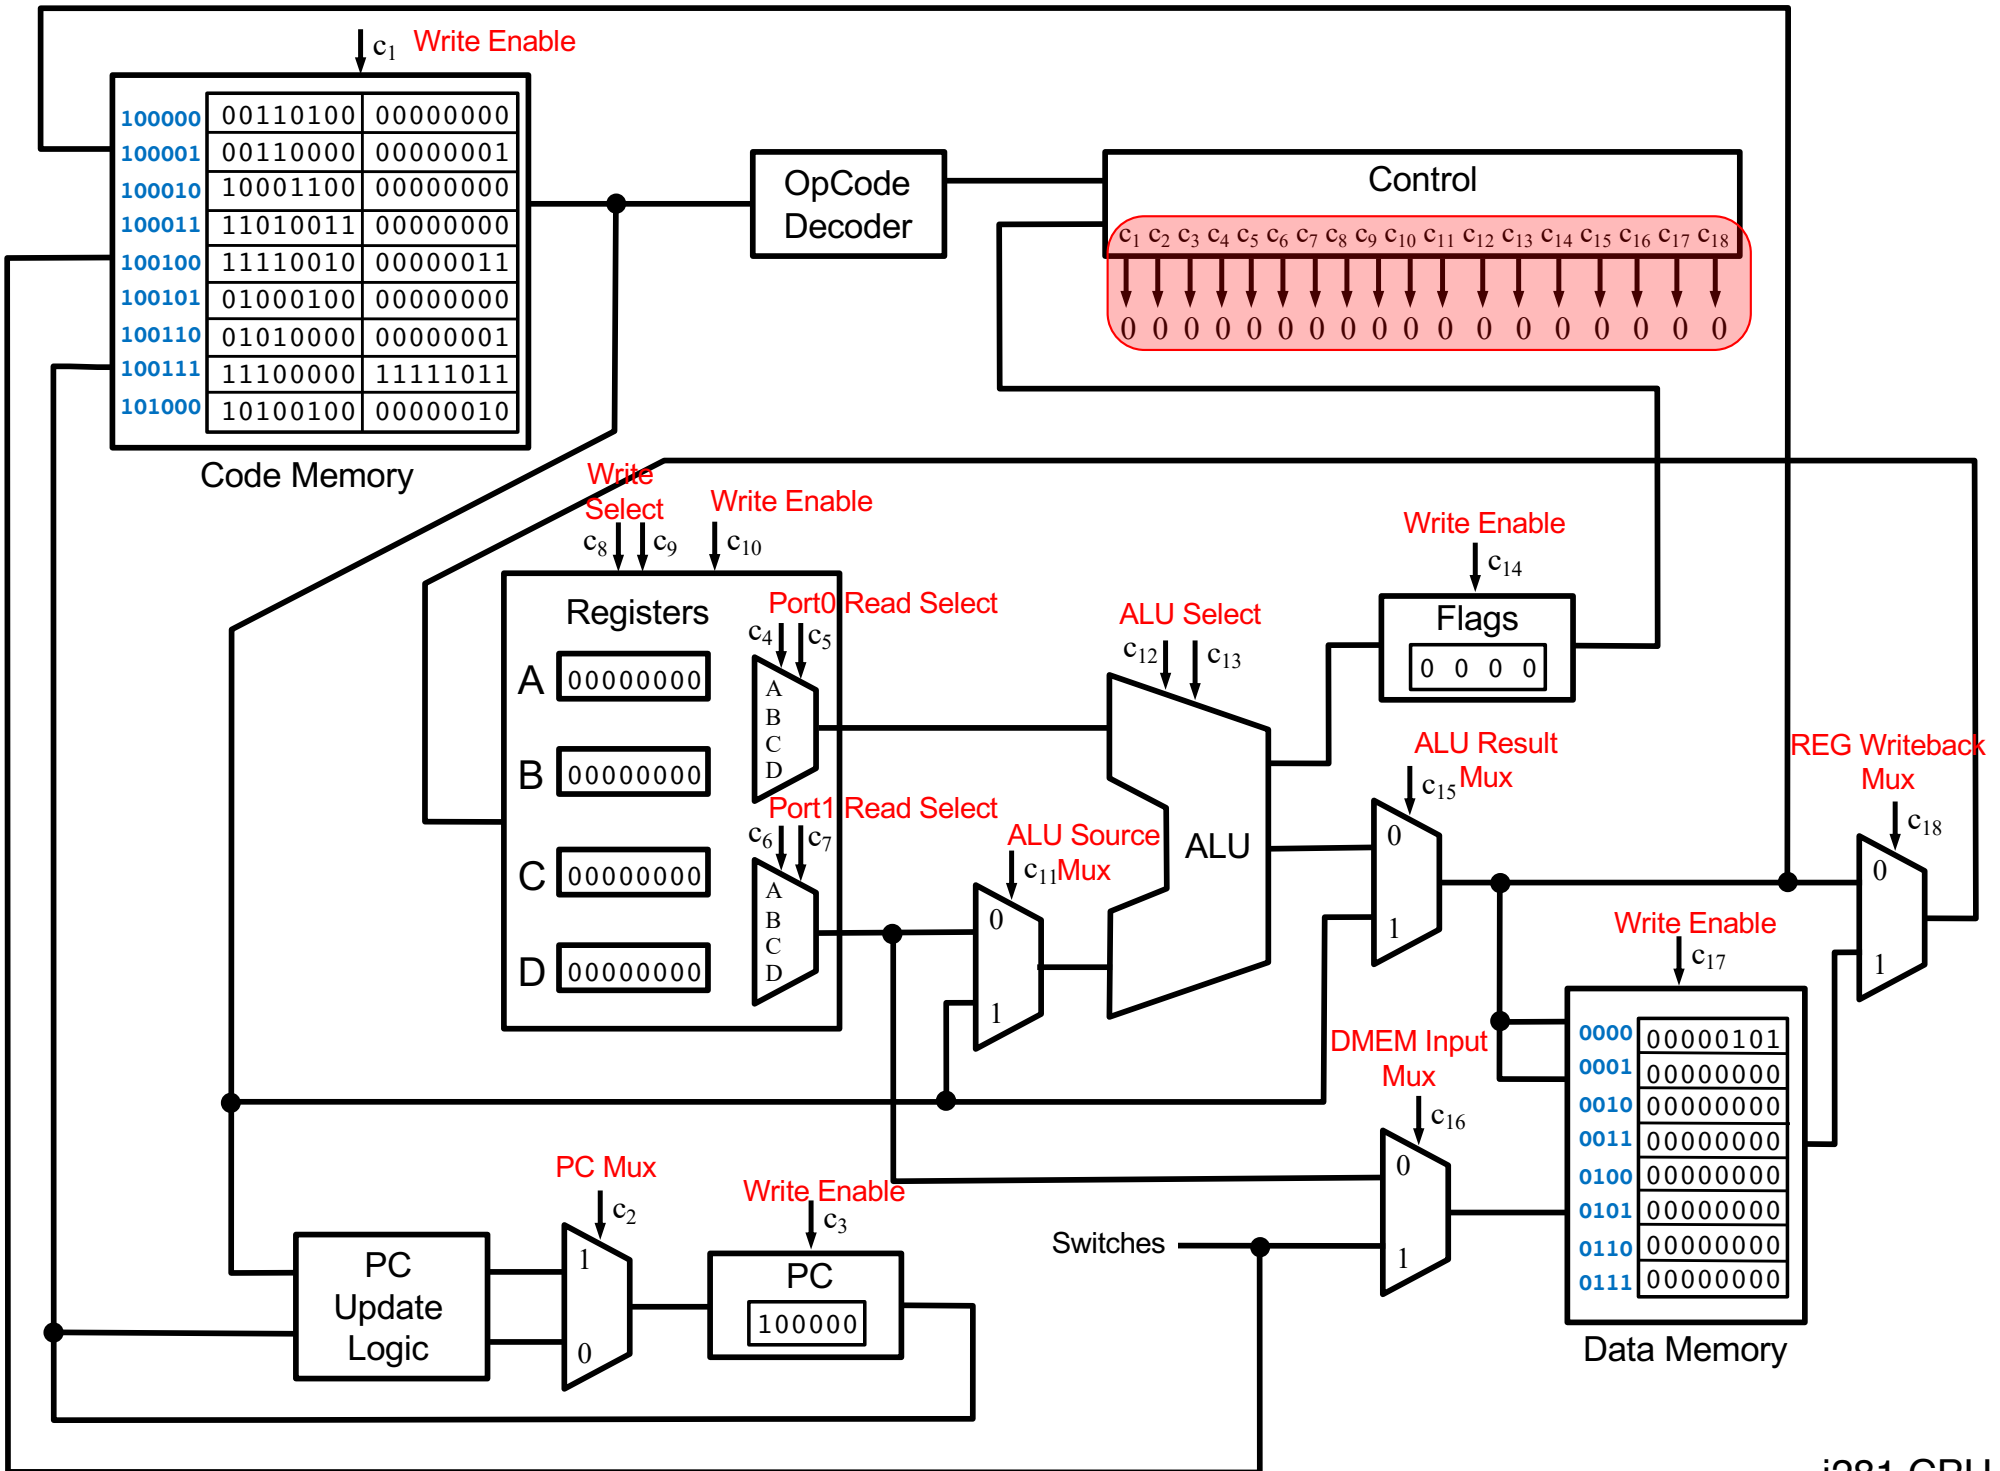 c1 Write Enable
100000 00110100 00000000
100001 00110000 00000001
100010 10001100 00000000
100011 11010011 00000000
100100 11110010 00000011
100101 01000100 00000000
100110 01010000 00000001
100111 11100000 11111011
101000 10100100 00000010
Code Memory
OpCode
Decoder
Control
c1 c2 c3 c4 c5 c6 c7 c8 c9 c10 c11 c12 c13 c14 c15 c16 c17 c18
0 0 0 0 0 0 0 0 0 0 0 0 0 0 0 0 0 0
Write
Select
c8 c9
Write Enable
c10
Registers
A 00000000
B 00000000
C 00000000
D 00000000
Port0 Read Select
c4 c5
A
B
C
D
Port1 Read Select
c6 c7
A
B
C
D
ALU Source
Mux
c11
0
1
ALU Select
c12 c13
ALU
Write Enable
c14
Flags
0 0 0 0
ALU Result
Mux
c15
0
1
REG Writeback
Mux
c18
0
1
Write Enable
c17
0000 00000101
0001 00000000
0010 00000000
0011 00000000
0100 00000000
0101 00000000
0110 00000000
0111 00000000
Data Memory
DMEM Input
Mux
c16
0
1
Switches
PC Mux
c2
1
0
Write Enable
c3
PC
100000
PC
Update
Logic
i281 CPU